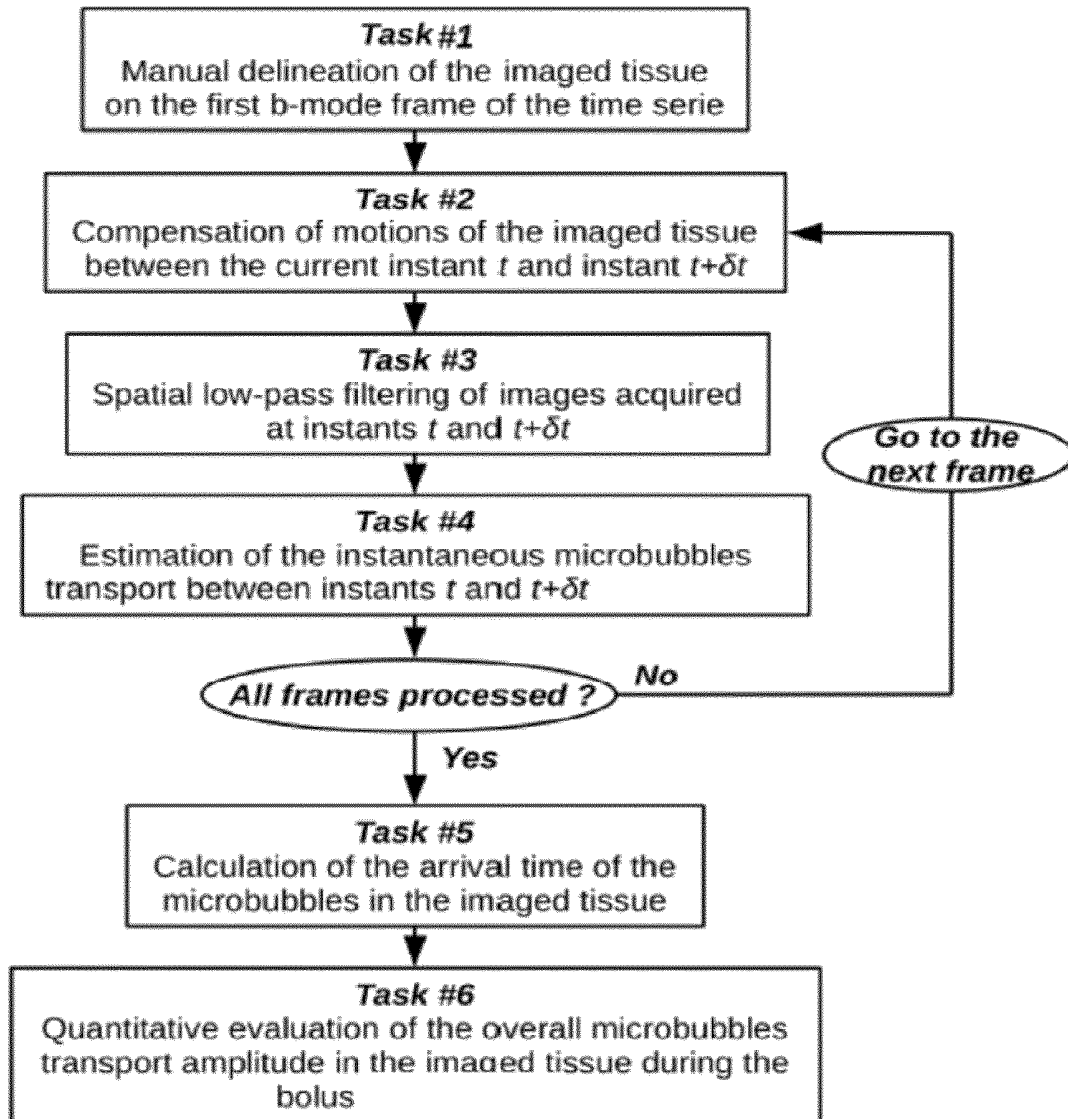 Task #1
Manual delineation of the imaged tissue
on the first b-mode frame of the time serie
Task #2
Compensation of motions of the imaged tissue
between the current instant t and instant t+δt
Task #3
Spatial low-pass filtering of images acquired
at instants t and t+δt
Go to the
next frame
Task #4
Estimation of the instantaneous microbubbles
transport between instants t and t+δt
All frames processed ?
No
Yes
Task #5
Calculation of the arrival time of the
microbubbles in the imaged tissue
Task #6
Quantitative evaluation of the overall microbubbles
transport amplitude in the imaged tissue during the
bolus